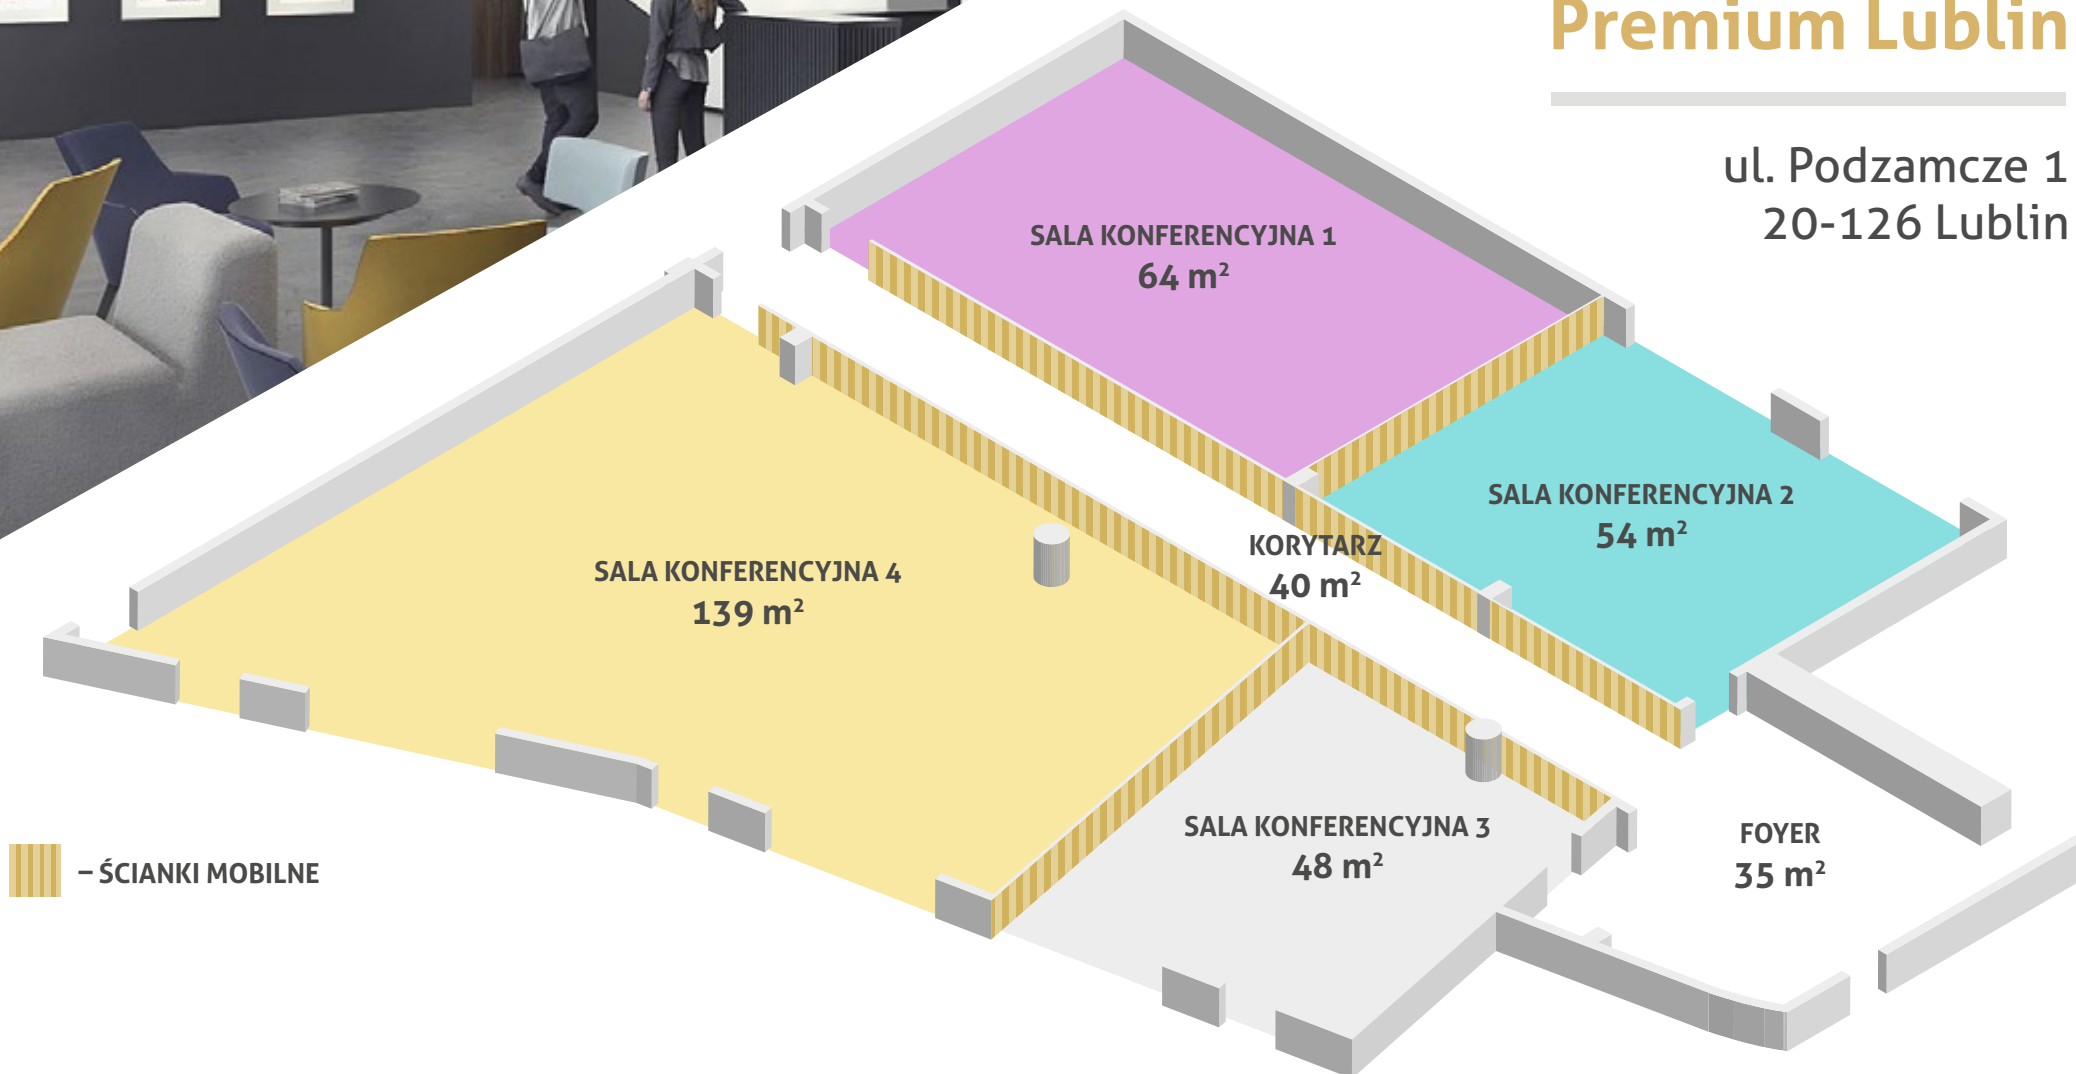 Premium Lublin
ul. Podzamcze 1
20-126 Lublin
SALA KONFERENCYJNA 1
64 m²
SALA KONFERENCYJNA 2
54 m²
KORYTARZ
40 m²
SALA KONFERENCYJNA 4
139 m²
SALA KONFERENCYJNA 3
48 m²
FOYER
35 m²
– ŚCIANKI MOBILNE